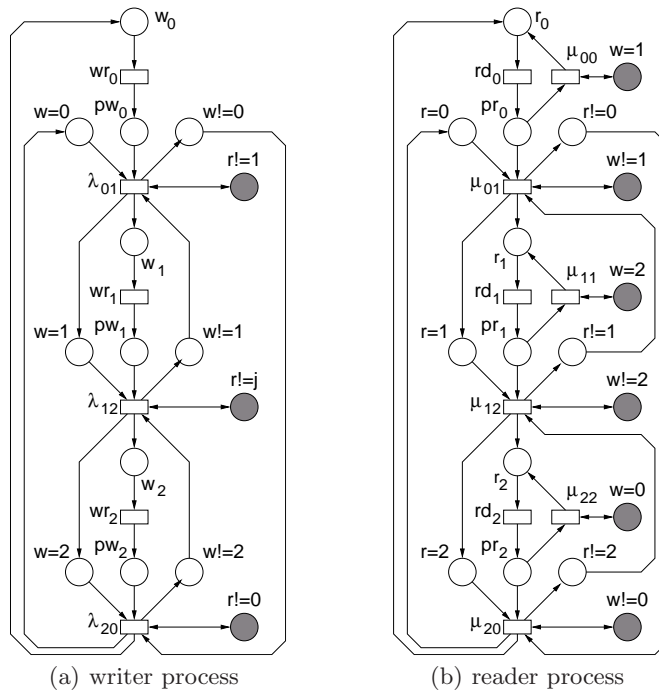 w0
wr0
w=0 pw0 w!=0
r!=1
λ01
w1
wr1
w=1 pw1 w!=1
r!=j
λ12
w2
wr2
w=2 pw2 w!=2
r!=0
λ20
(a) writer process
r0
μ00 w=1
rd0
r=0 pr0 r!=0
w!=1
μ01
r1
μ11 w=2
rd1
r=1 pr1 r!=1
w!=2
μ12
r2
μ22 w=0
rd2
r=2 pr2 r!=2
w!=0
μ20
(b) reader process